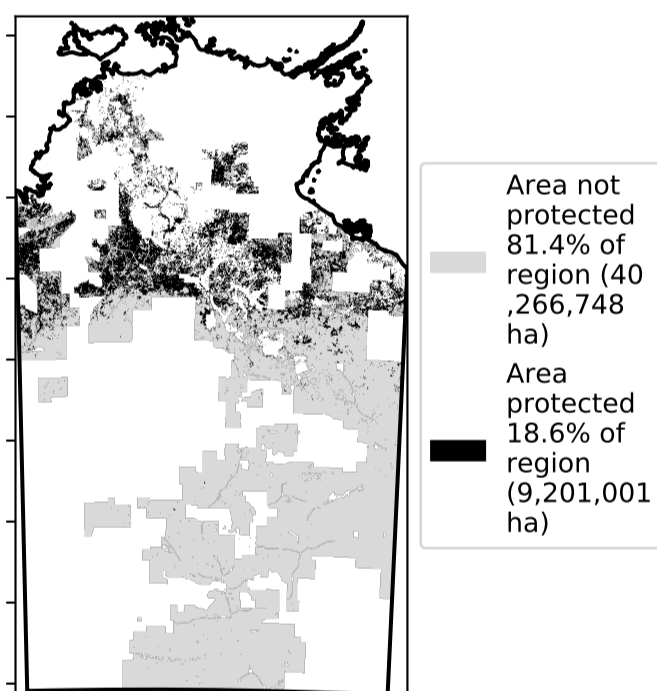 Area not
protected
81.4% of
region (40
,266,748
ha)
Area
protected
18.6% of
region
(9,201,001
ha)